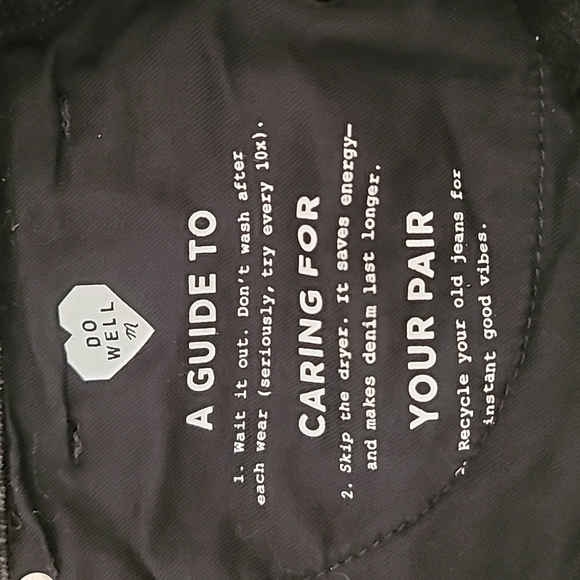 DO
WELL
m
A GUIDE TO
1. Wait it out. Don't wash after
each wear (seriously, try every 10x).
CARING FOR
2. Skip the dryer. It saves energy—
and makes denim last longer.
YOUR PAIR
3. Recycle your old jeans for
instant good vibes.